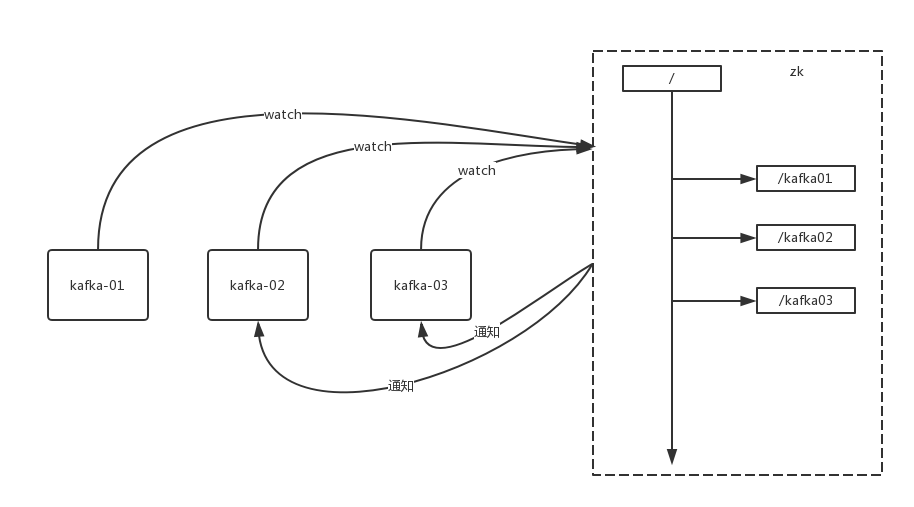 /
zk
watch
watch
watch
/kafka01
/kafka02
kafka-01
kafka-02
kafka-03
/kafka03
通知
通知